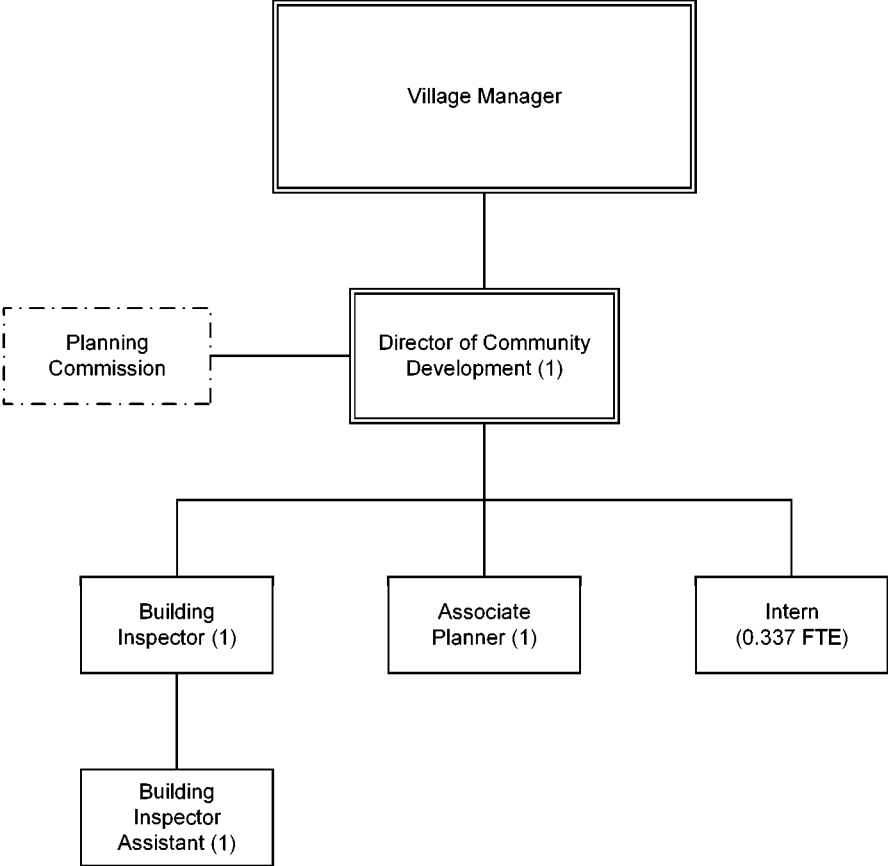 Village Manager
Planning
Commission
Director of Community
Development (1)
Building
Inspector (1)
Associate
Planner (1)
Intern
(0.337 FTE)
Building
Inspector
Assistant (1)